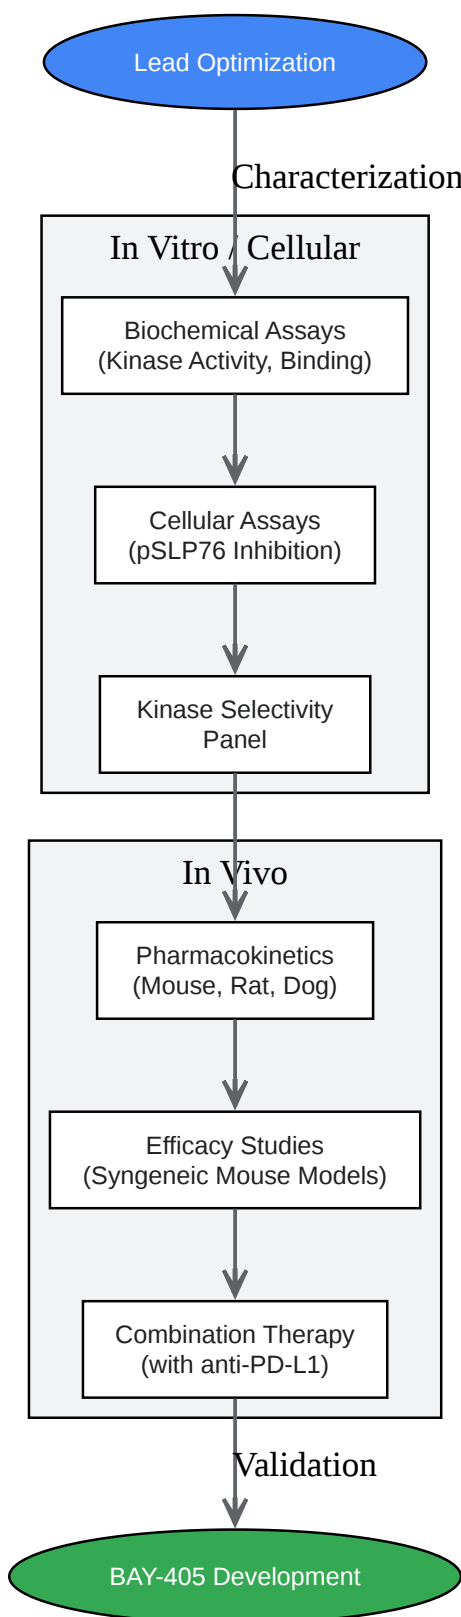 Lead Optimization
Characterization
In Vitro / Cellular
Biochemical Assays
(Kinase Activity, Binding)
Cellular Assays
(pSLP76 Inhibition)
Kinase Selectivity
Panel
In Vivo
Pharmacokinetics
(Mouse, Rat, Dog)
Efficacy Studies
(Syngeneic Mouse Models)
Combination Therapy
(with anti-PD-L1)
Validation
BAY-405 Development